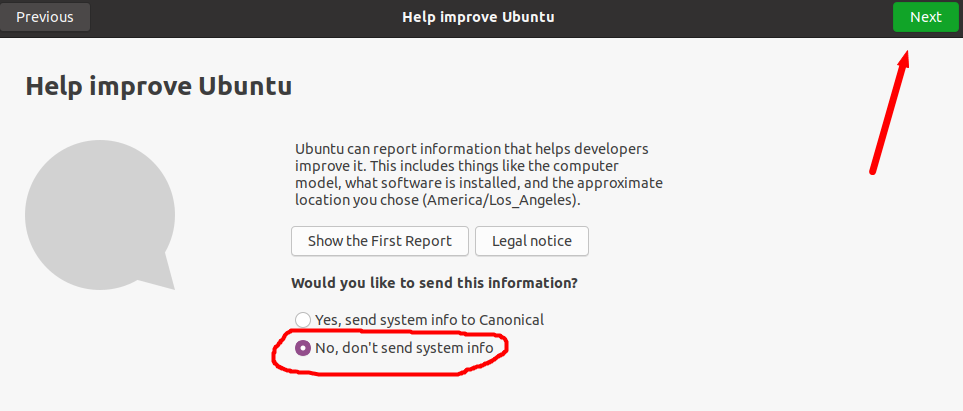 Previous
Help improve Ubuntu
Next
Help improve Ubuntu
Ubuntu can report information that helps developers
improve it. This includes things like the computer
model, what software is installed, and the approximate
location you chose (America/Los_Angeles).
Show the First Report
Legal notice
Would you like to send this information?
Yes, send system info to Canonical
No, don't send system info